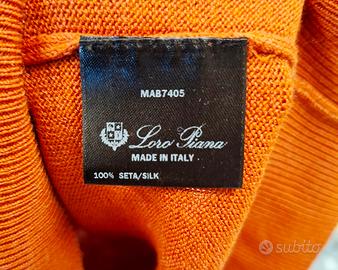 MAB7405
Loro Piana
MADE IN ITALY
100% SETA/SILK
subito